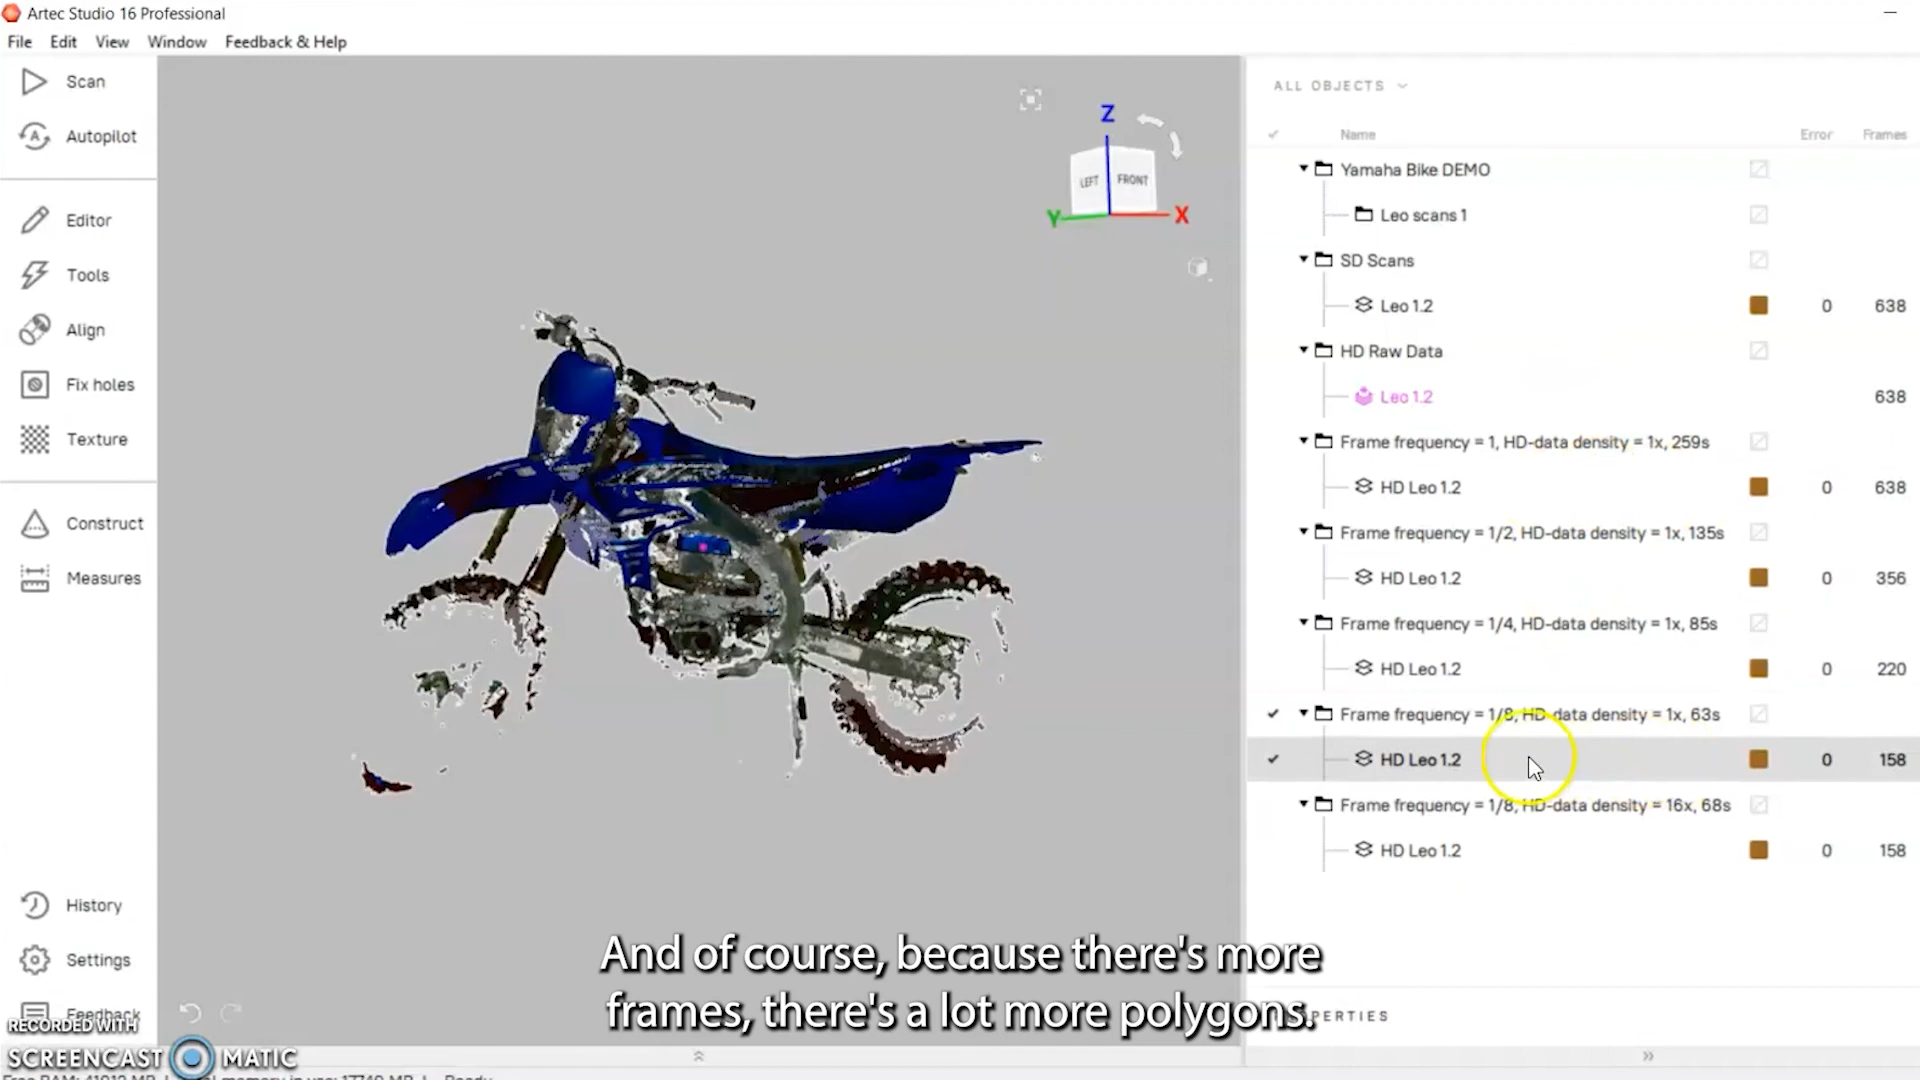 Artec Studio 16 Professional
File Edit View Window Feedback & Help
Scan
Autopilot
Editor
Tools
Align
Fix holes
Texture
Construct
Measures
History
Settings
Feedback
RECORDED WITH
SCREENCAST MATIC
Z
LEFT FRONT
Y X
ALL OBJECTS
Name Error Frames
Yamaha Bike DEMO
Leo scans 1
SD Scans
Leo 1.2 0 638
HD Raw Data
Leo 1.2 638
Frame frequency = 1, HD-data density = 1x, 259s
HD Leo 1.2 0 638
Frame frequency = 1/2, HD-data density = 1x, 135s
HD Leo 1.2 0 356
Frame frequency = 1/4, HD-data density = 1x, 85s
HD Leo 1.2 0 220
Frame frequency = 1/8, HD-data density = 1x, 63s
HD Leo 1.2 0 158
Frame frequency = 1/8, HD-data density = 16x, 68s
HD Leo 1.2 0 158
And of course, because there's more
frames, there's a lot more polygons.